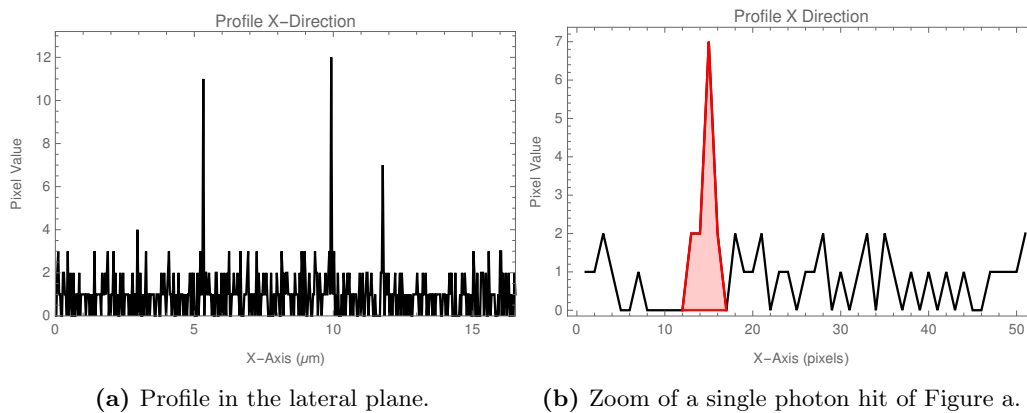 Profile X-Direction
Pixel Value
12
10
8
6
4
2
0
0 5 10 15
X-Axis (μm)
(a) Profile in the lateral plane.
Profile X Direction
Pixel Value
7
6
5
4
3
2
1
0
0 10 20 30 40 50
X-Axis (pixels)
(b) Zoom of a single photon hit of Figure a.